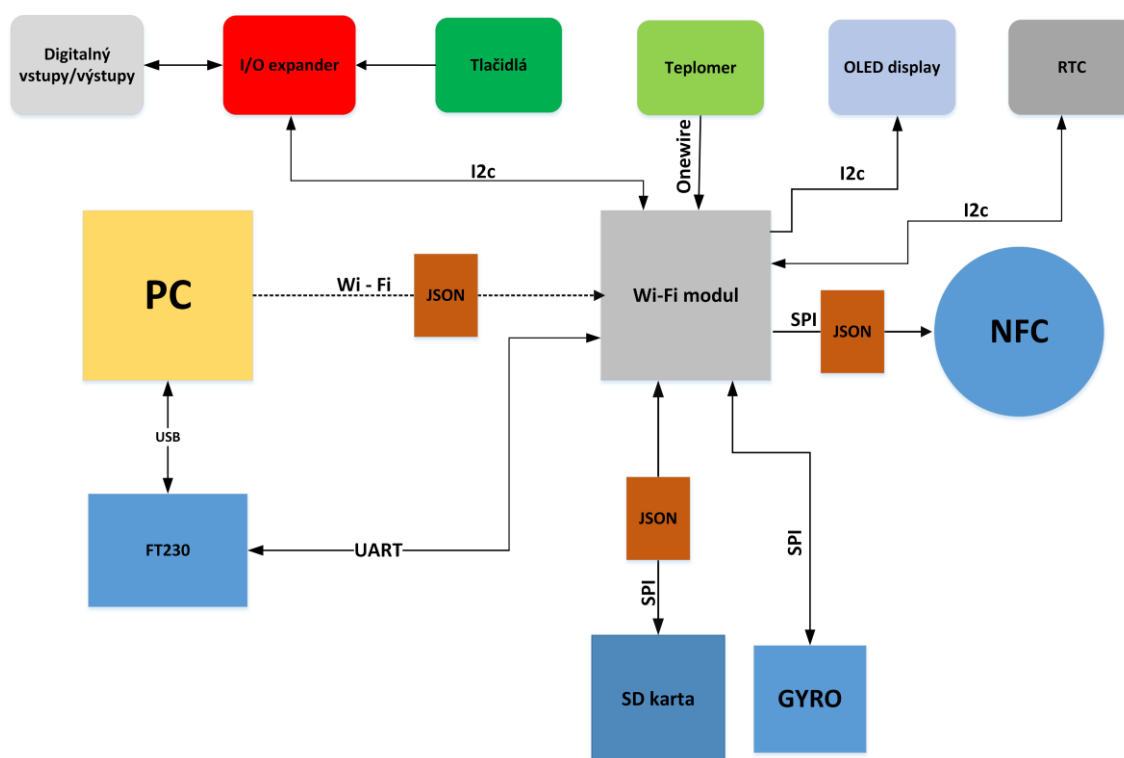 Digitalný
vstupy/výstupy
I/O expander
Tlačidlá
Teplomer
OLED display
RTC
I2c
Onewire
I2c
I2c
PC
Wi - Fi
JSON
Wi-Fi modul
SPI
JSON
NFC
USB
FT230
UART
JSON
SPI
SPI
SD karta
GYRO